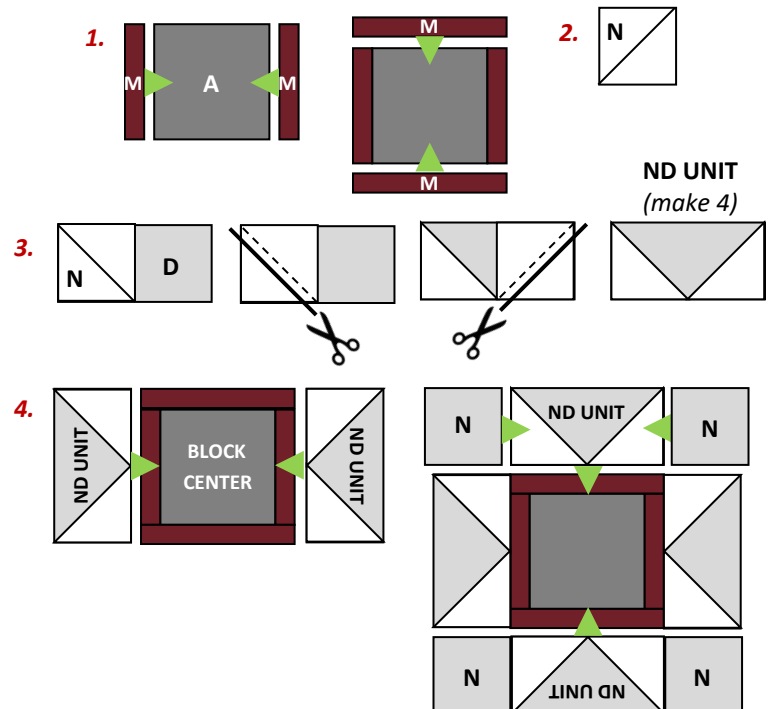 1.
M
A
M
M
M
2.
N
ND UNIT
(make 4)
3.
N
D
4.
ND UNIT
BLOCK
CENTER
ND UNIT
N
ND UNIT
N
N
ND UNIT
N